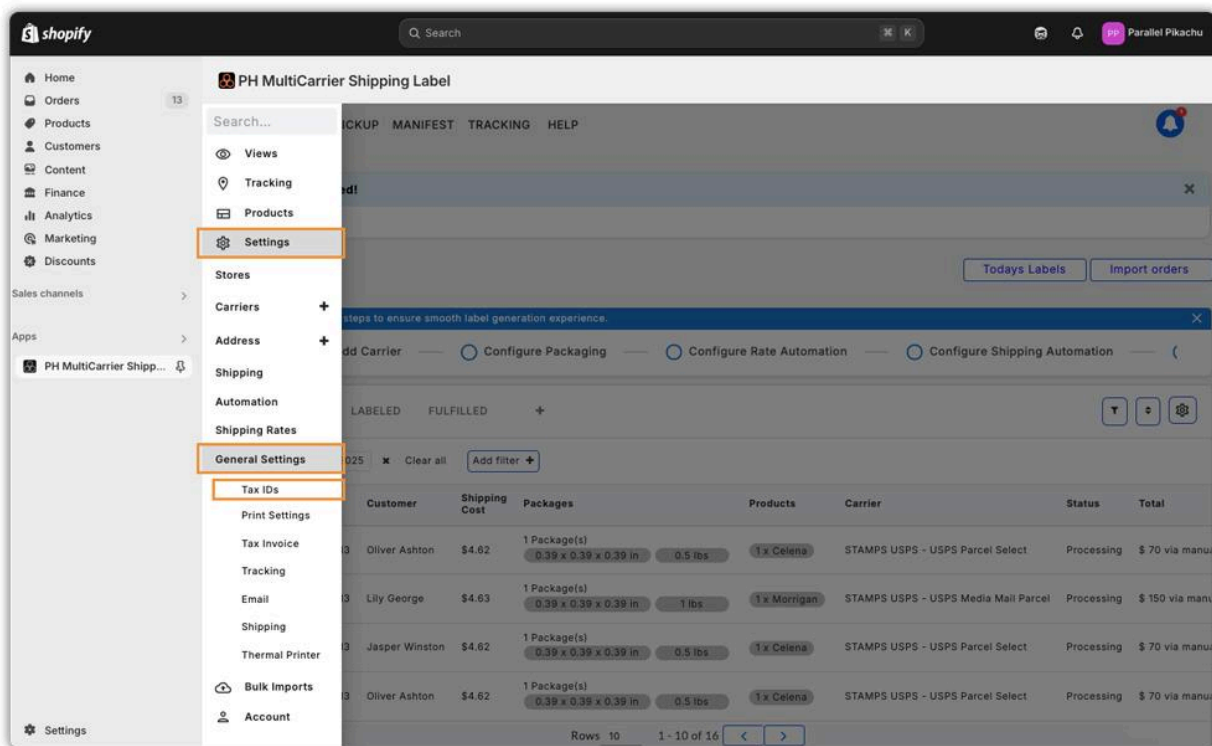 shopify
Search
⌘ K
PP
Parallel Pikachu
Home
Orders 13
Products
Customers
Content
Finance
Analytics
Marketing
Discounts
Sales channels
Apps
PH MultiCarrier Shipp...
Settings
PH MultiCarrier Shipping Label
Search...
Views
Tracking
Products
Settings
Stores
Carriers +
Address +
Shipping
Automation
Shipping Rates
General Settings
Tax IDs
Print Settings
Tax Invoice
Tracking
Email
Shipping
Thermal Printer
Bulk Imports
Account
ICKUP MANIFEST TRACKING HELP
ed!
Todays Labels Import orders
steps to ensure smooth label generation experience.
dd Carrier Configure Packaging Configure Rate Automation Configure Shipping Automation
LABELED FULFILLED +
025 Clear all Add filter +
Customer Shipping Cost Packages Products Carrier Status Total
13 Oliver Ashton $4.62 1 Package(s) 0.39 x 0.39 x 0.39 in 0.5 lbs 1 x Celena STAMPS USPS - USPS Parcel Select Processing $ 70 via manu
13 Lily George $4.63 1 Package(s) 0.39 x 0.39 x 0.39 in 1 lbs 1 x Morrigan STAMPS USPS - USPS Media Mail Parcel Processing $ 150 via manu
13 Jasper Winston $4.62 1 Package(s) 0.39 x 0.39 x 0.39 in 0.5 lbs 1 x Celena STAMPS USPS - USPS Parcel Select Processing $ 70 via manu
13 Oliver Ashton $4.62 1 Package(s) 0.39 x 0.39 x 0.39 in 0.5 lbs 1 x Celena STAMPS USPS - USPS Parcel Select Processing $ 70 via manu
Rows 10 1 - 10 of 16 < >